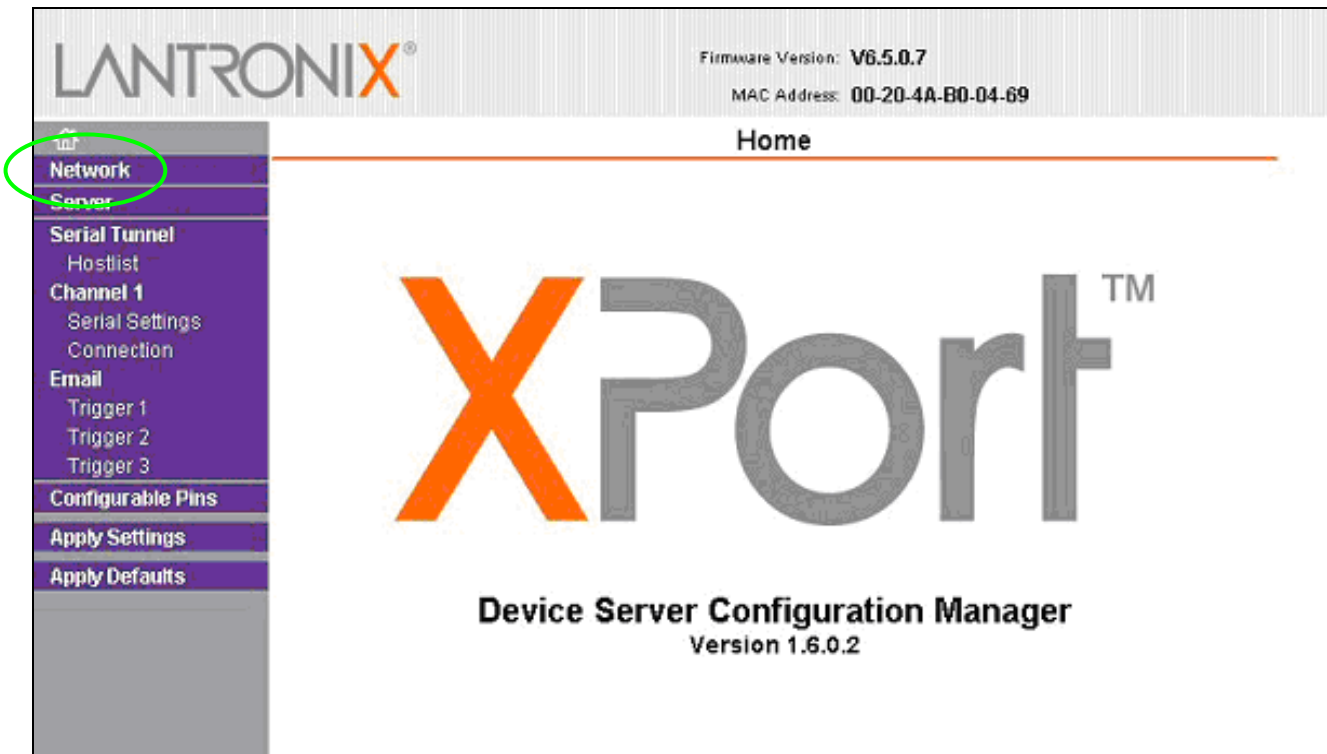 LANTRONIX®
Firmware Version: V6.5.0.7
MAC Address: 00-20-4A-B0-04-69
Home
Network
Server
Serial Tunnel
Hostlist
Channel 1
Serial Settings
Connection
Email
Trigger 1
Trigger 2
Trigger 3
Configurable Pins
Apply Settings
Apply Defaults
XPort™
Device Server Configuration Manager
Version 1.6.0.2